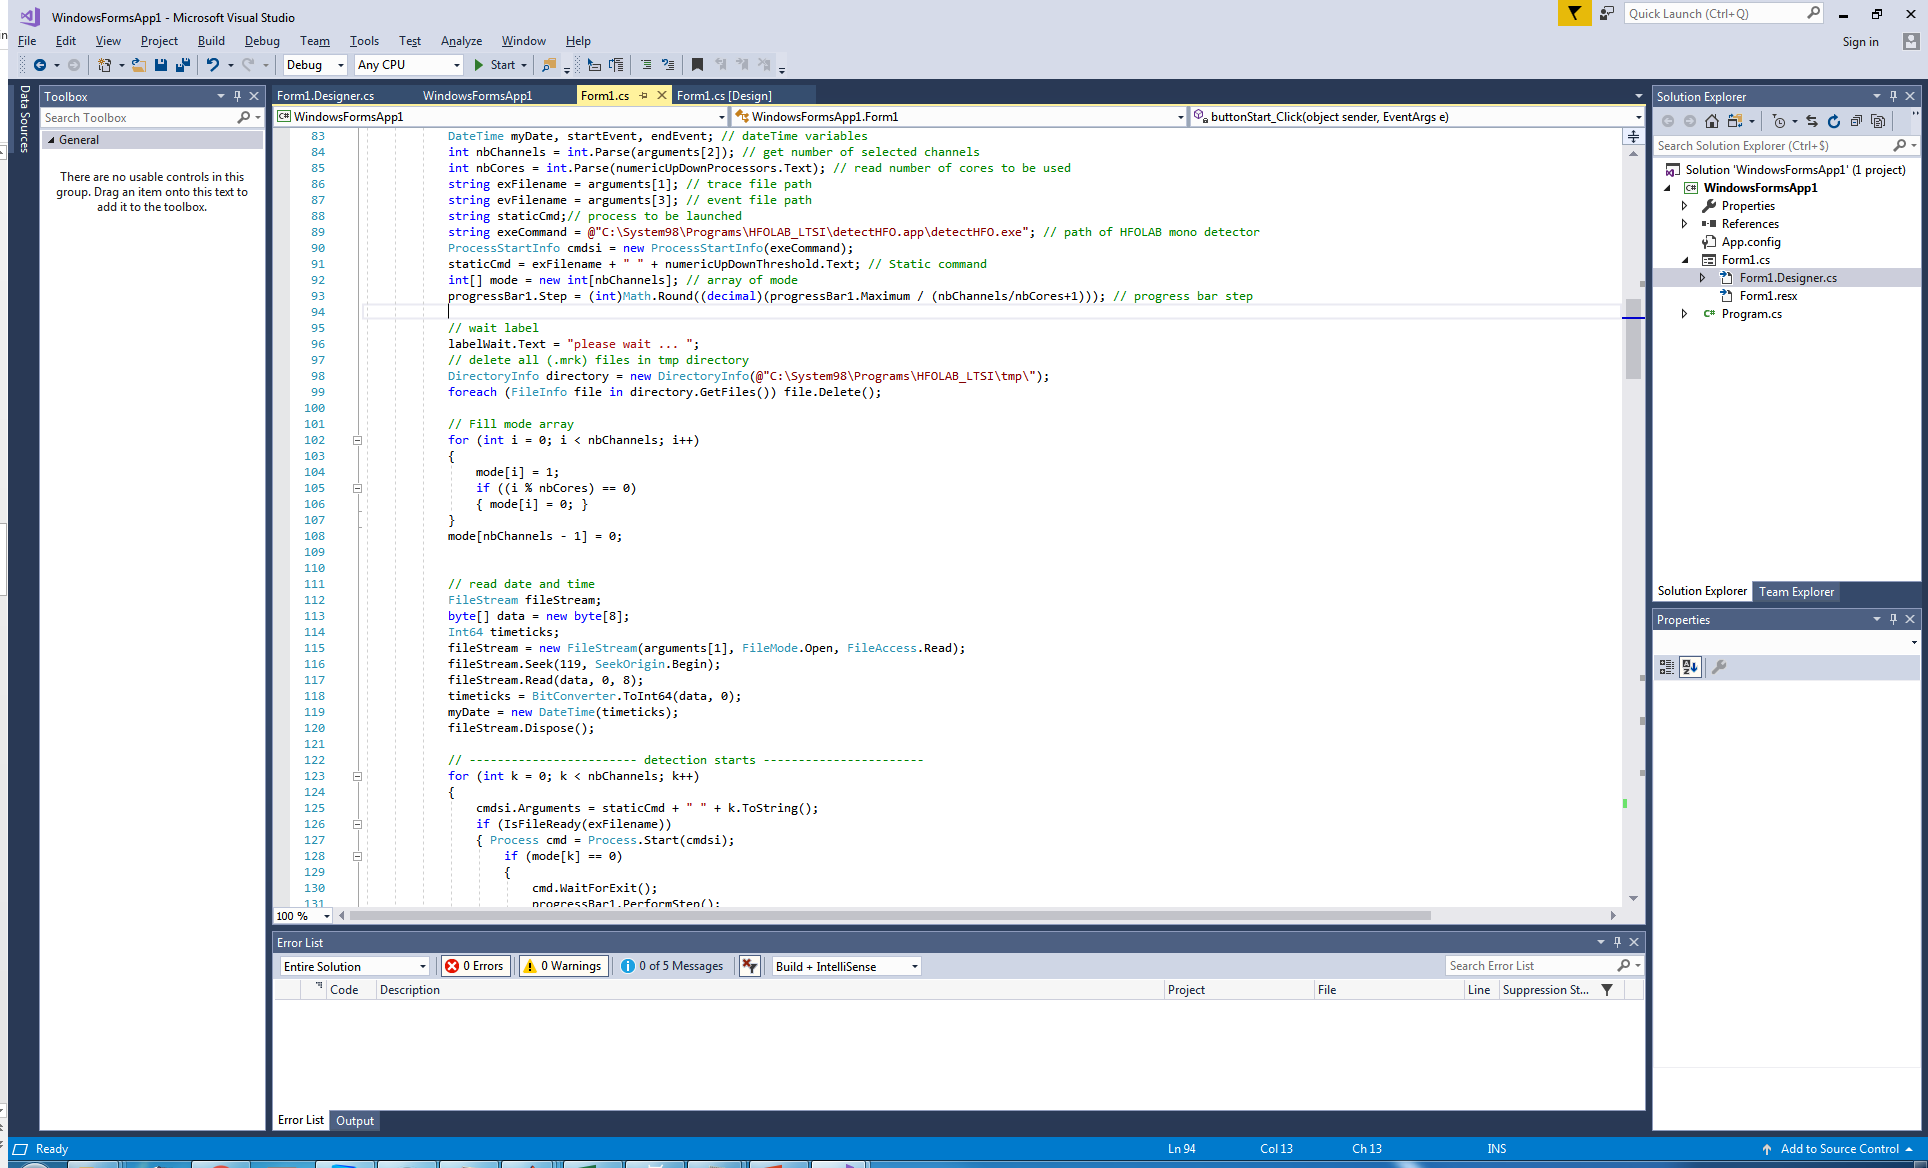 WindowsFormsApp1 - Microsoft Visual Studio
Quick Launch (Ctrl+Q)
File Edit View Project Build Debug Team Tools Test Analyze Window Help
Sign in
Debug Any CPU Start
Data Sources
Toolbox
Search Toolbox
General
There are no usable controls in this
group. Drag an item onto this text to
add it to the toolbox.
Form1.Designer.cs WindowsFormsApp1 Form1.cs Form1.cs [Design]
WindowsFormsApp1 WindowsFormsApp1.Form1 buttonStart_Click(object sender, EventArgs e)
83 DateTime myDate, startEvent, endEvent; // dateTime variables
84 int nbChannels = int.Parse(arguments[2]); // get number of selected channels
85 int nbCores = int.Parse(numericUpDownProcessors.Text); // read number of cores to be used
86 string exFilename = arguments[1]; // trace file path
87 string evFilename = arguments[3]; // event file path
88 string staticCmd;// process to be launched
89 string exeCommand = @"C:\System98\Programs\HFOLAB_LTSI\detectHFO.app\detectHFO.exe"; // path of HFOLAB mono detector
90 ProcessStartInfo cmdsi = new ProcessStartInfo(exeCommand);
91 staticCmd = exFilename + " " + numericUpDownThreshold.Text; // Static command
92 int[] mode = new int[nbChannels]; // array of mode
93 progressBar1.Step = (int)Math.Round((decimal)(progressBar1.Maximum / (nbChannels/nbCores+1))); // progress bar step
94
95 // wait label
96 labelWait.Text = "please wait ... ";
97 // delete all (.mrk) files in tmp directory
98 DirectoryInfo directory = new DirectoryInfo(@"C:\System98\Programs\HFOLAB_LTSI\tmp\");
99 foreach (FileInfo file in directory.GetFiles()) file.Delete();
100
101 // Fill mode array
102 for (int i = 0; i < nbChannels; i++)
103 {
104 mode[i] = 1;
105 if ((i % nbCores) == 0)
106 { mode[i] = 0; }
107 }
108 mode[nbChannels - 1] = 0;
109
110
111 // read date and time
112 FileStream fileStream;
113 byte[] data = new byte[8];
114 Int64 timeticks;
115 fileStream = new FileStream(arguments[1], FileMode.Open, FileAccess.Read);
116 fileStream.Seek(119, SeekOrigin.Begin);
117 fileStream.Read(data, 0, 8);
118 timeticks = BitConverter.ToInt64(data, 0);
119 myDate = new DateTime(timeticks);
120 fileStream.Dispose();
121
122 // ------------------------ detection starts -----------------------
123 for (int k = 0; k < nbChannels; k++)
124 {
125 cmdsi.Arguments = staticCmd + " " + k.ToString();
126 if (IsFileReady(exFilename))
127 { Process cmd = Process.Start(cmdsi);
128 if (mode[k] == 0)
129 {
130 cmd.WaitForExit();
131 progressBar1.PerformStep();
100 %
Solution Explorer
Search Solution Explorer (Ctrl+$)
Solution 'WindowsFormsApp1' (1 project)
WindowsFormsApp1
Properties
References
App.config
Form1.cs
Form1.Designer.cs
Form1.resx
Program.cs
Solution Explorer Team Explorer
Properties
Error List
Entire Solution 0 Errors 0 Warnings 0 of 5 Messages Build + IntelliSense Search Error List
Code Description Project File Line Suppression St...
Error List Output
Ready Ln 94 Col 13 Ch 13 INS Add to Source Control